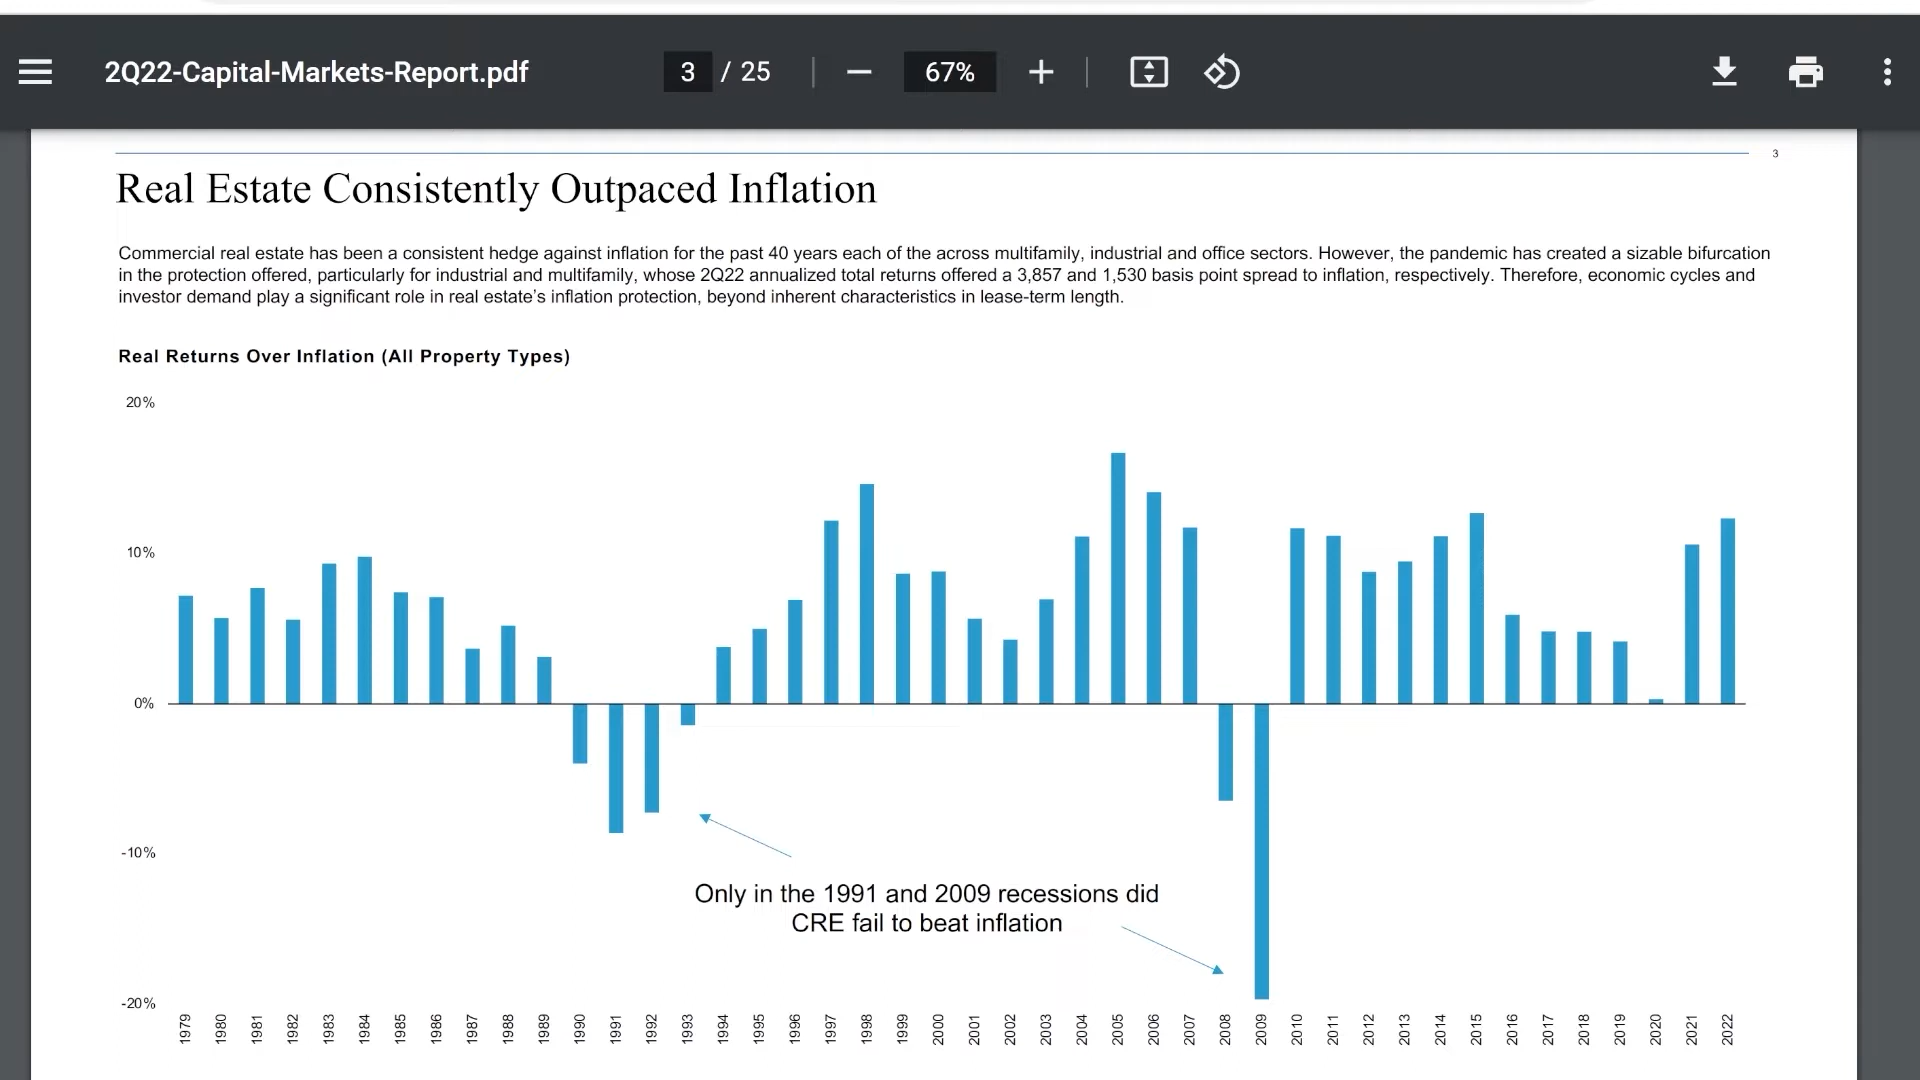 2Q22-Capital-Markets-Report.pdf
3 / 25
67%
3
Real Estate Consistently Outpaced Inflation
Commercial real estate has been a consistent hedge against inflation for the past 40 years each of the across multifamily, industrial and office sectors. However, the pandemic has created a sizable bifurcation
in the protection offered, particularly for industrial and multifamily, whose 2Q22 annualized total returns offered a 3,857 and 1,530 basis point spread to inflation, respectively. Therefore, economic cycles and
investor demand play a significant role in real estate's inflation protection, beyond inherent characteristics in lease-term length.
Real Returns Over Inflation (All Property Types)
20%
10%
0%
-10%
Only in the 1991 and 2009 recessions did
CRE fail to beat inflation
-20%
1979 1980 1981 1982 1983 1984 1985 1986 1987 1988 1989 1990 1991 1992 1993 1994 1995 1996 1997 1998 1999 2000 2001 2002 2003 2004 2005 2006 2007 2008 2009 2010 2011 2012 2013 2014 2015 2016 2017 2018 2019 2020 2021 2022